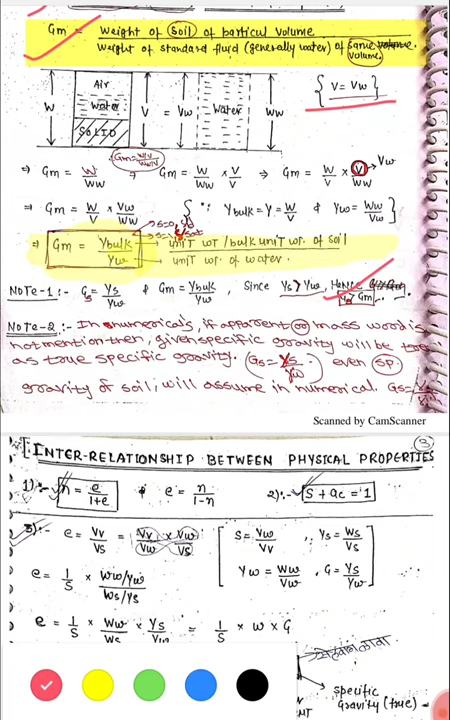 Gm = weight of Soil of particul volume
weight of standard fluid (generally water) of same volume.
Air
Water
SOLID
W
V = Vw
Water
Ww
{ V = Vw }
⇒ Gm = W/Ww ⇒ Gm = W/Ww × V/V ⇒ Gm = W/V × V/Ww → Vw
⇒ Gm = W/V × Vw/Ww { ∵ γbulk = γ = W/V & γw = Ww/Vw }
⇒ Gm = γbulk/γw → unit wt / bulk unit wt. of soil
→ unit wt. of water.
NOTE-1:- Gs = γs/γw & Gm = γbulk/γw, Since γs > γw, Hence Gs > Gm
NOTE-2:- In numericals, if apparent or mass word is
not mention then, given specific gravity will be
as true specific gravity. (Gs = γs/γw) even sp
gravity of soil, will assume in numerical. Gs =
Scanned by CamScanner
3
INTER-RELATIONSHIP BETWEEN PHYSICAL PROPERTIES
1):- n = e/1+e & e = n/1-n 2):- S + ac = 1
3):- e = Vv/Vs = Vv/Vw × Vw/Vs [ S = Vw/Vv, γs = Ws/Vs
e = 1/S × Ww/γw / Ws/γs γw = Ww/Vw, G = γs/γw ]
e = 1/S × Ww/Ws × γs/γw = 1/S × w × G
specific
gravity (true)